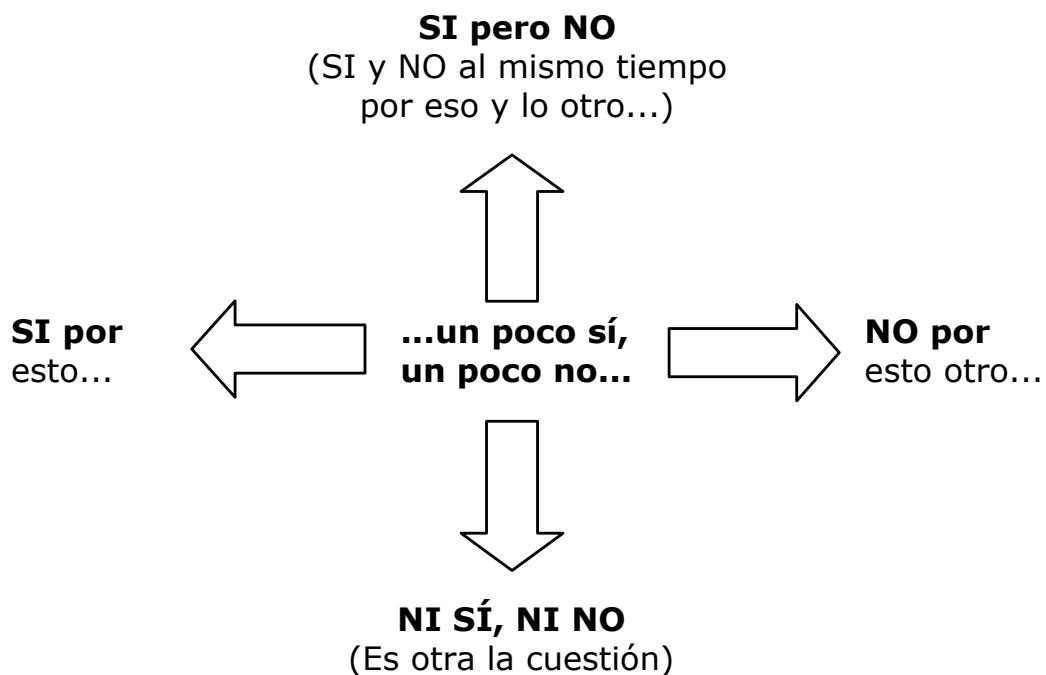 SI pero NO
(SI y NO al mismo tiempo
por eso y lo otro...)
SI por
esto...
...un poco sí,
un poco no...
NO por
esto otro...
NI SÍ, NI NO
(Es otra la cuestión)